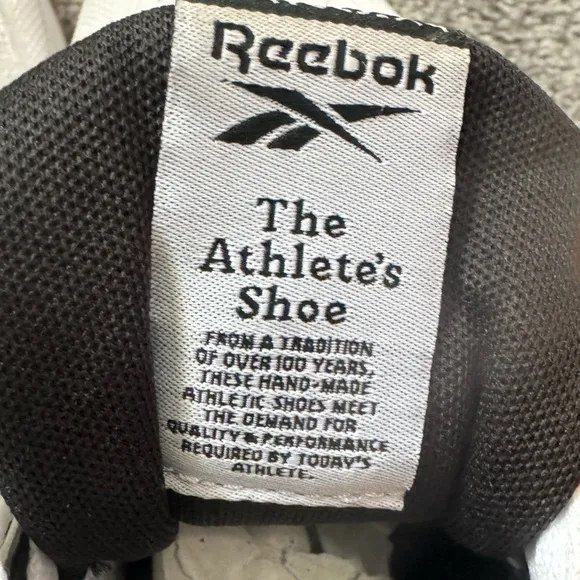 Reebok
The
Athlete's
Shoe
FROM A TRADITION
OF OVER 100 YEARS,
THESE HAND-MADE
ATHLETIC SHOES MEET
THE DEMAND FOR
QUALITY & PERFORMANCE
REQUIRED BY TODAY'S
ATHLETE.